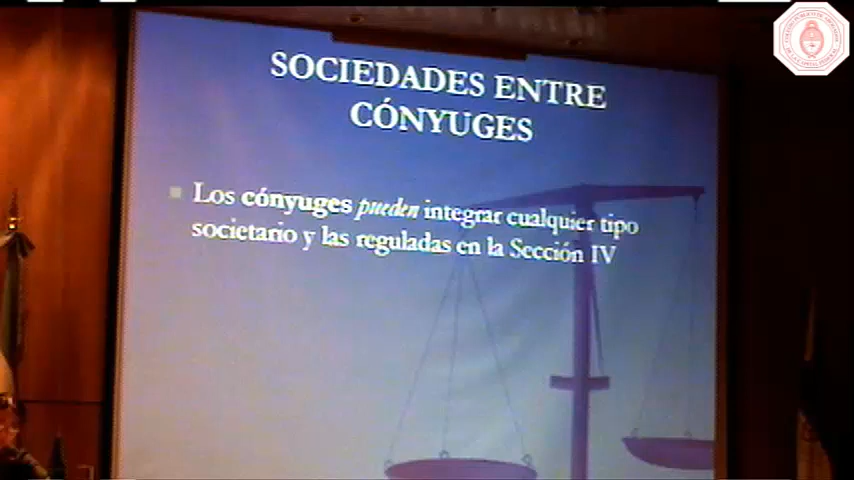 SOCIEDADES ENTRE
CÓNYUGES
Los cónyuges pueden integrar cualquier tipo
societario y las reguladas en la Sección IV